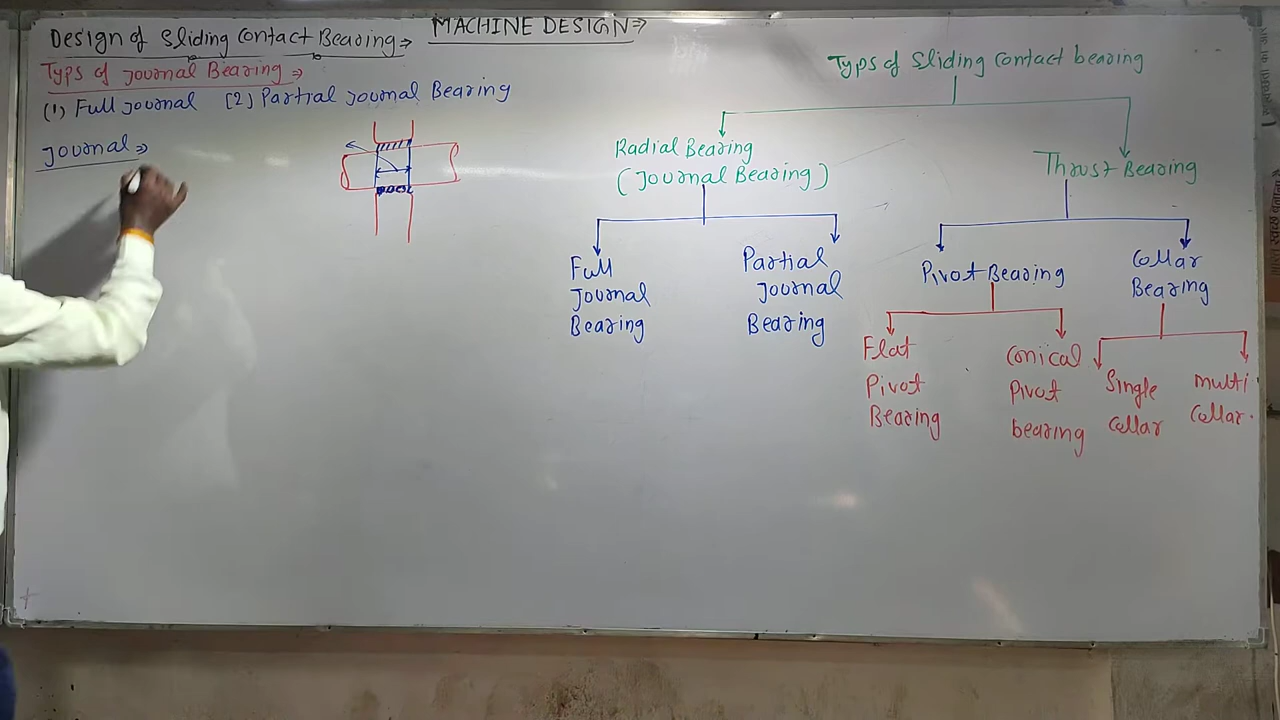 MACHINE DESIGN⇒
Design of Sliding Contact Bearing⇒
Typs of Journal Bearing⇒
(1) Full Journal (2) Partial Journal Bearing
Journal⇒
Typs of Sliding Contact bearing
Radial Bearing
(Journal Bearing)
Thrust Bearing
Full
Journal
Bearing
Partial
Journal
Bearing
Pivot Bearing
Collar
Bearing
Flat
Pivot
Bearing
Conical
Pivot
bearing
Single
Collar
multi
Collar.